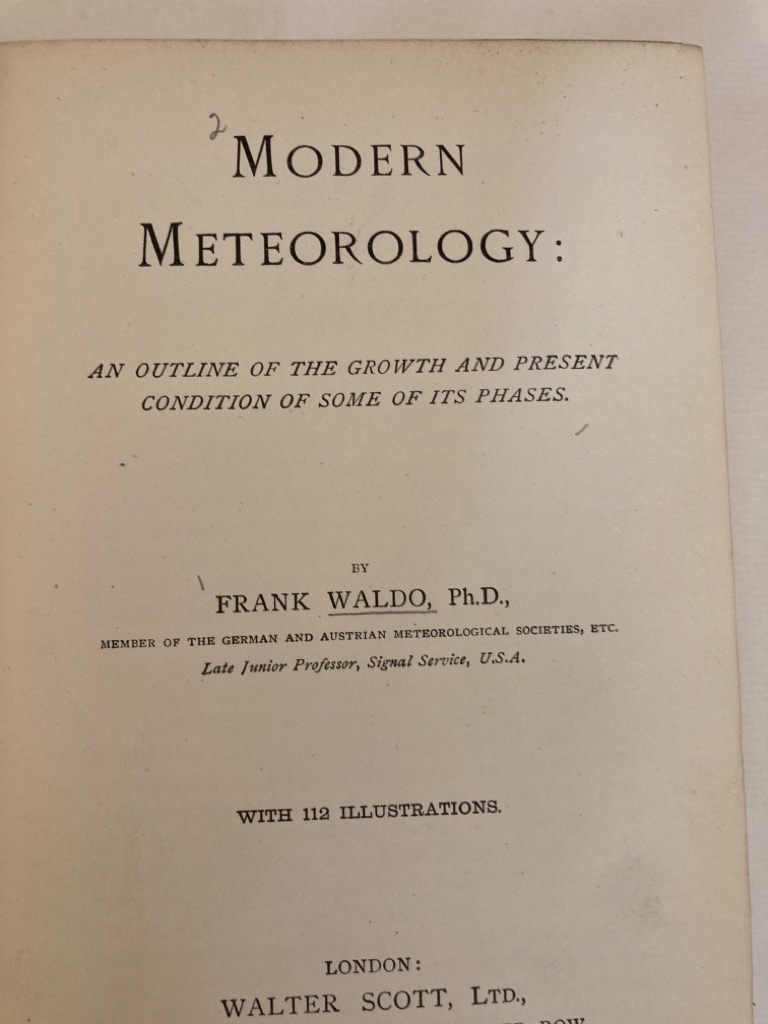 2
MODERN
METEOROLOGY:
AN OUTLINE OF THE GROWTH AND PRESENT
CONDITION OF SOME OF ITS PHASES.
BY
FRANK WALDO, Ph.D.,
MEMBER OF THE GERMAN AND AUSTRIAN METEOROLOGICAL SOCIETIES, ETC.
Late Junior Professor, Signal Service, U.S.A.
WITH 112 ILLUSTRATIONS.
LONDON:
WALTER SCOTT, LTD.,
ROW